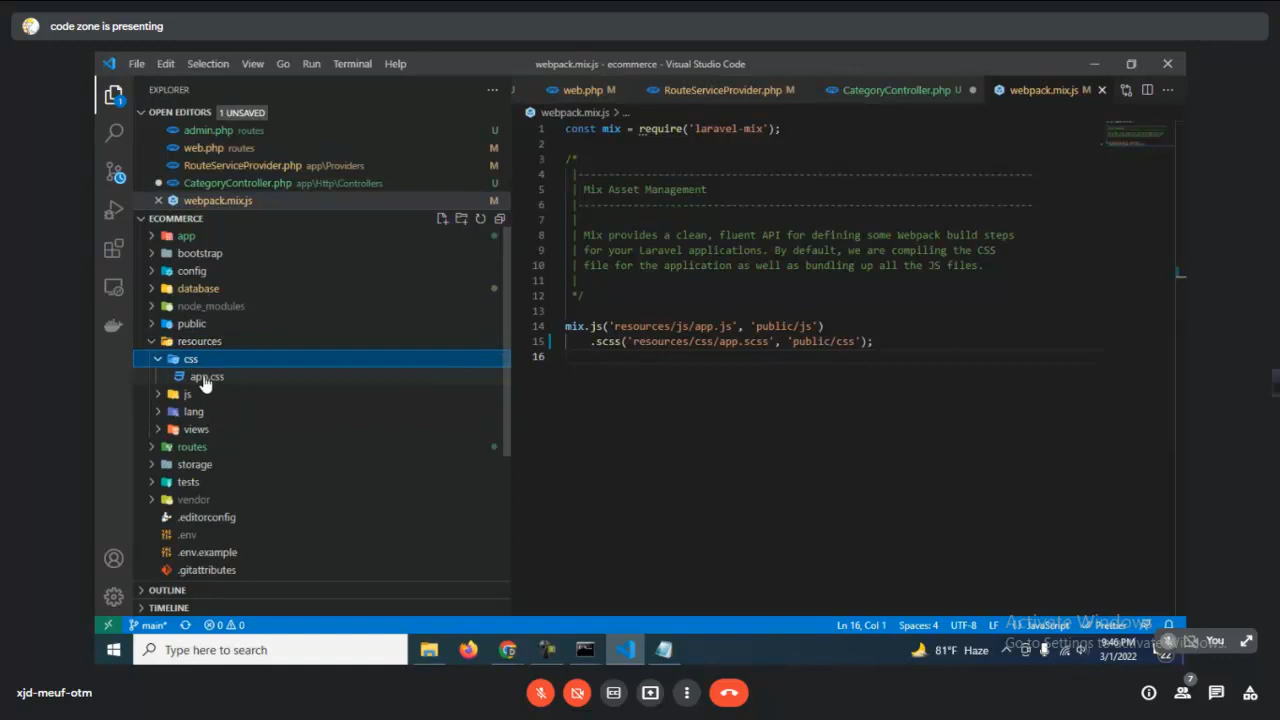 code zone is presenting
File Edit Selection View Go Run Terminal Help
webpack.mix.js - ecommerce - Visual Studio Code
EXPLORER
OPEN EDITORS 1 UNSAVED
admin.php routes U
web.php routes M
RouteServiceProvider.php app\Providers M
CategoryController.php app\Http\Controllers U
webpack.mix.js M
ECOMMERCE
app
bootstrap
config
database
node_modules
public
resources
css
app.css
js
lang
views
routes
storage
tests
vendor
.editorconfig
.env
.env.example
.gitattributes
OUTLINE
TIMELINE
web.php M RouteServiceProvider.php M CategoryController.php U webpack.mix.js M
webpack.mix.js > ...
1 const mix = require('laravel-mix');
2
3 /*
4 |--------------------------------------------------------------------------
5 | Mix Asset Management
6 |--------------------------------------------------------------------------
7 |
8 | Mix provides a clean, fluent API for defining some Webpack build steps
9 | for your Laravel applications. By default, we are compiling the CSS
10 | file for the application as well as bundling up all the JS files.
11 |
12 */
13
14 mix.js('resources/js/app.js', 'public/js')
15 .scss('resources/css/app.scss', 'public/css');
16
main* 0 0 Ln 16, Col 1 Spaces: 4 UTF-8 LF JavaScript Prettier
Activate Windows
Go to Settings to activate Windows.
Type here to search
81°F Haze 9:46 PM
3/1/2022
22
You
xjd-meuf-otm
7